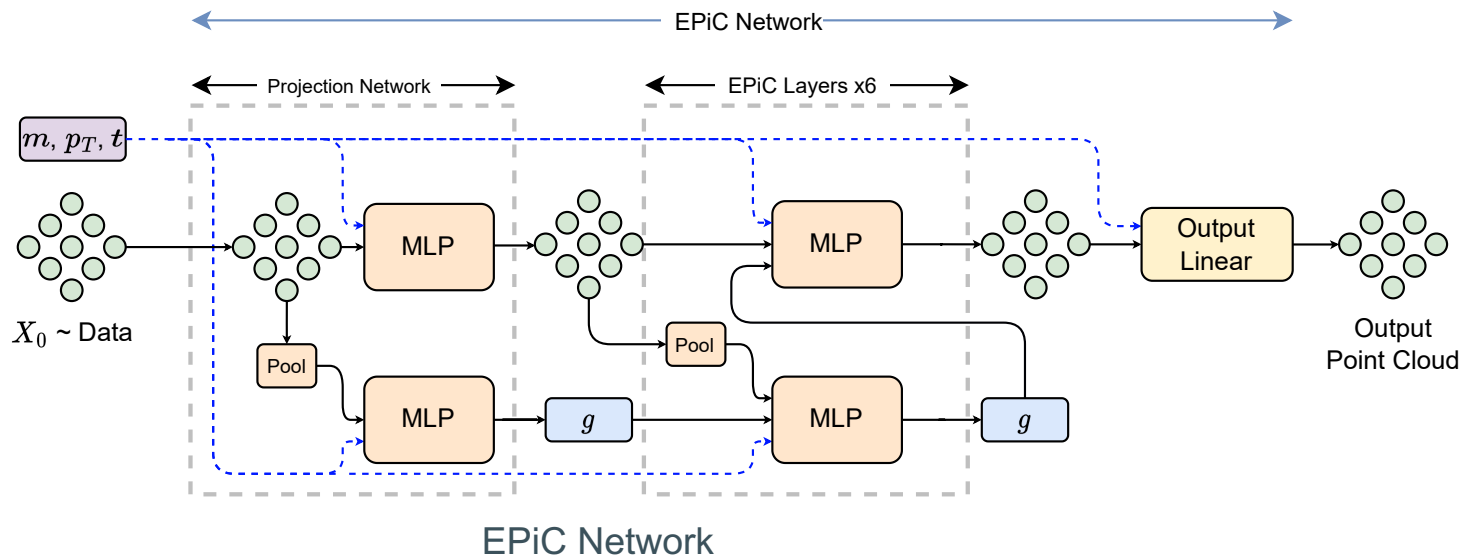 EPiC Network
Projection Network
EPiC Layers x6
m, p_T, t
MLP
MLP
Output
Linear
X_0 ~ Data
Pool
Pool
Output
Point Cloud
MLP
g
MLP
g
EPiC Network